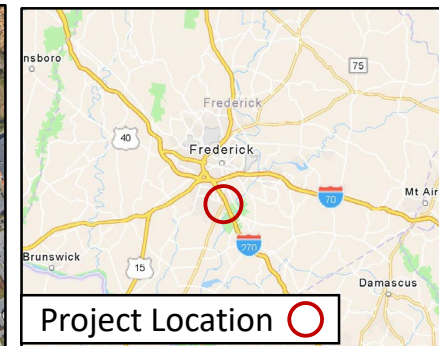 nsboro
75
Frederick
40
Frederick
70
Mt Air
270
Brunswick
15
Damascus
Project Location